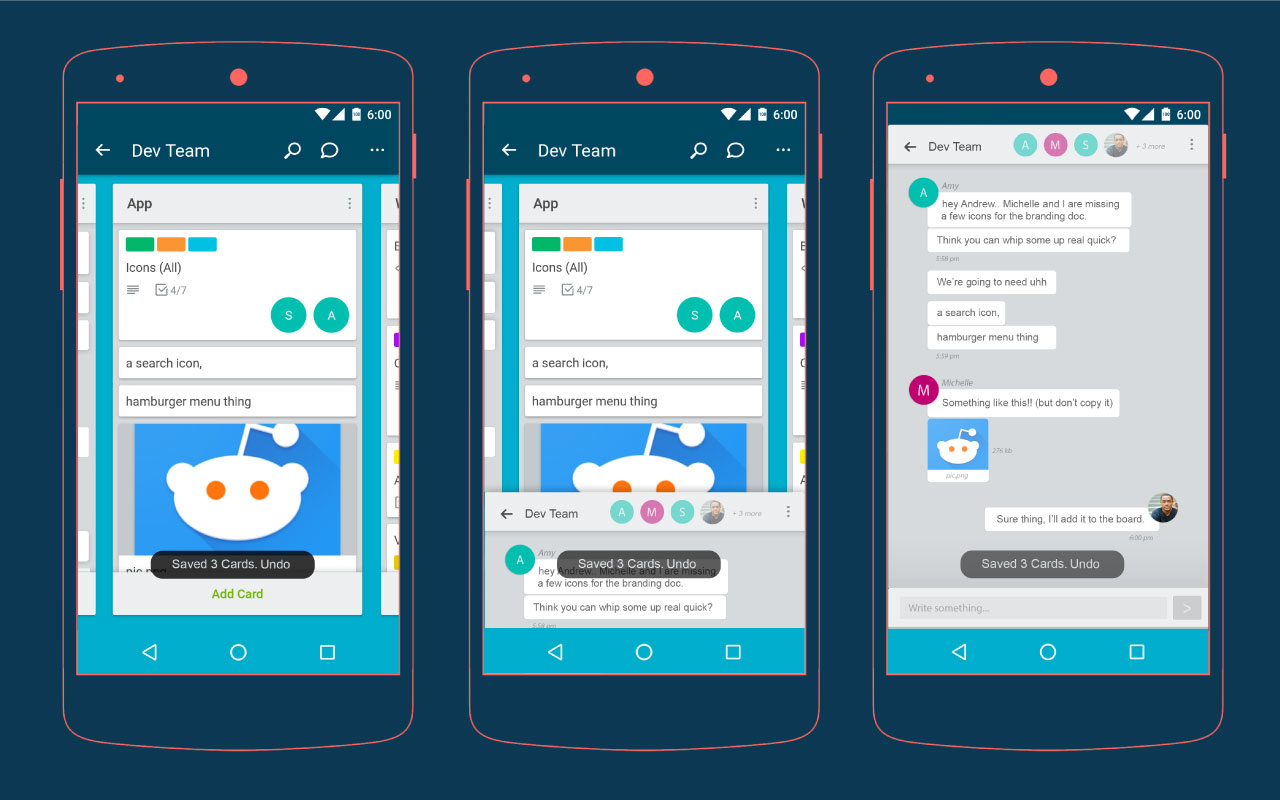 6:00
Dev Team
App
Icons (All)
4/7
S A
a search icon,
hamburger menu thing
Saved 3 Cards. Undo
Add Card
6:00
Dev Team
App
Icons (All)
4/7
S A
a search icon,
hamburger menu thing
Dev Team A M S + 3 more
A Amy
hey Andrew.. Michelle and I are missing
a few icons for the branding doc.
Saved 3 Cards. Undo
Think you can whip some up real quick?
5:58 pm
6:00
Dev Team A M S + 3 more
A Amy
hey Andrew.. Michelle and I are missing
a few icons for the branding doc.
Think you can whip some up real quick?
5:58 pm
We're going to need uhh
a search icon,
hamburger menu thing
5:59 pm
M Michelle
Something like this!! (but don't copy it)
276 kb
pic.png
Sure thing, I'll add it to the board.
6:00 pm
Saved 3 Cards. Undo
Write something...